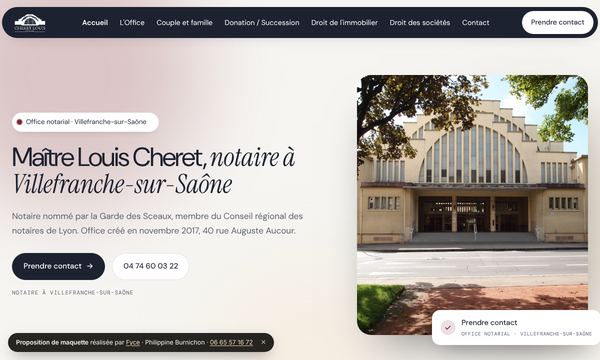 CHERET LOUIS
Accueil L'Office Couple et famille Donation / Succession Droit de l'immobilier Droit des sociétés Contact Prendre contact
Office notarial · Villefranche-sur-Saône
Maître Louis Cheret, notaire à
Villefranche-sur-Saône
Notaire nommé par la Garde des Sceaux, membre du Conseil régional des
notaires de Lyon. Office créé en novembre 2017, 40 rue Auguste Aucour.
Prendre contact → 04 74 60 03 22
NOTAIRE À VILLEFRANCHE-SUR-SAÔNE
Prendre contact
OFFICE NOTARIAL · VILLEFRANCHE-SUR-SAÔNE
Proposition de maquette réalisée par Fyce · Philippine Burnichon · 06 65 57 16 72 ×